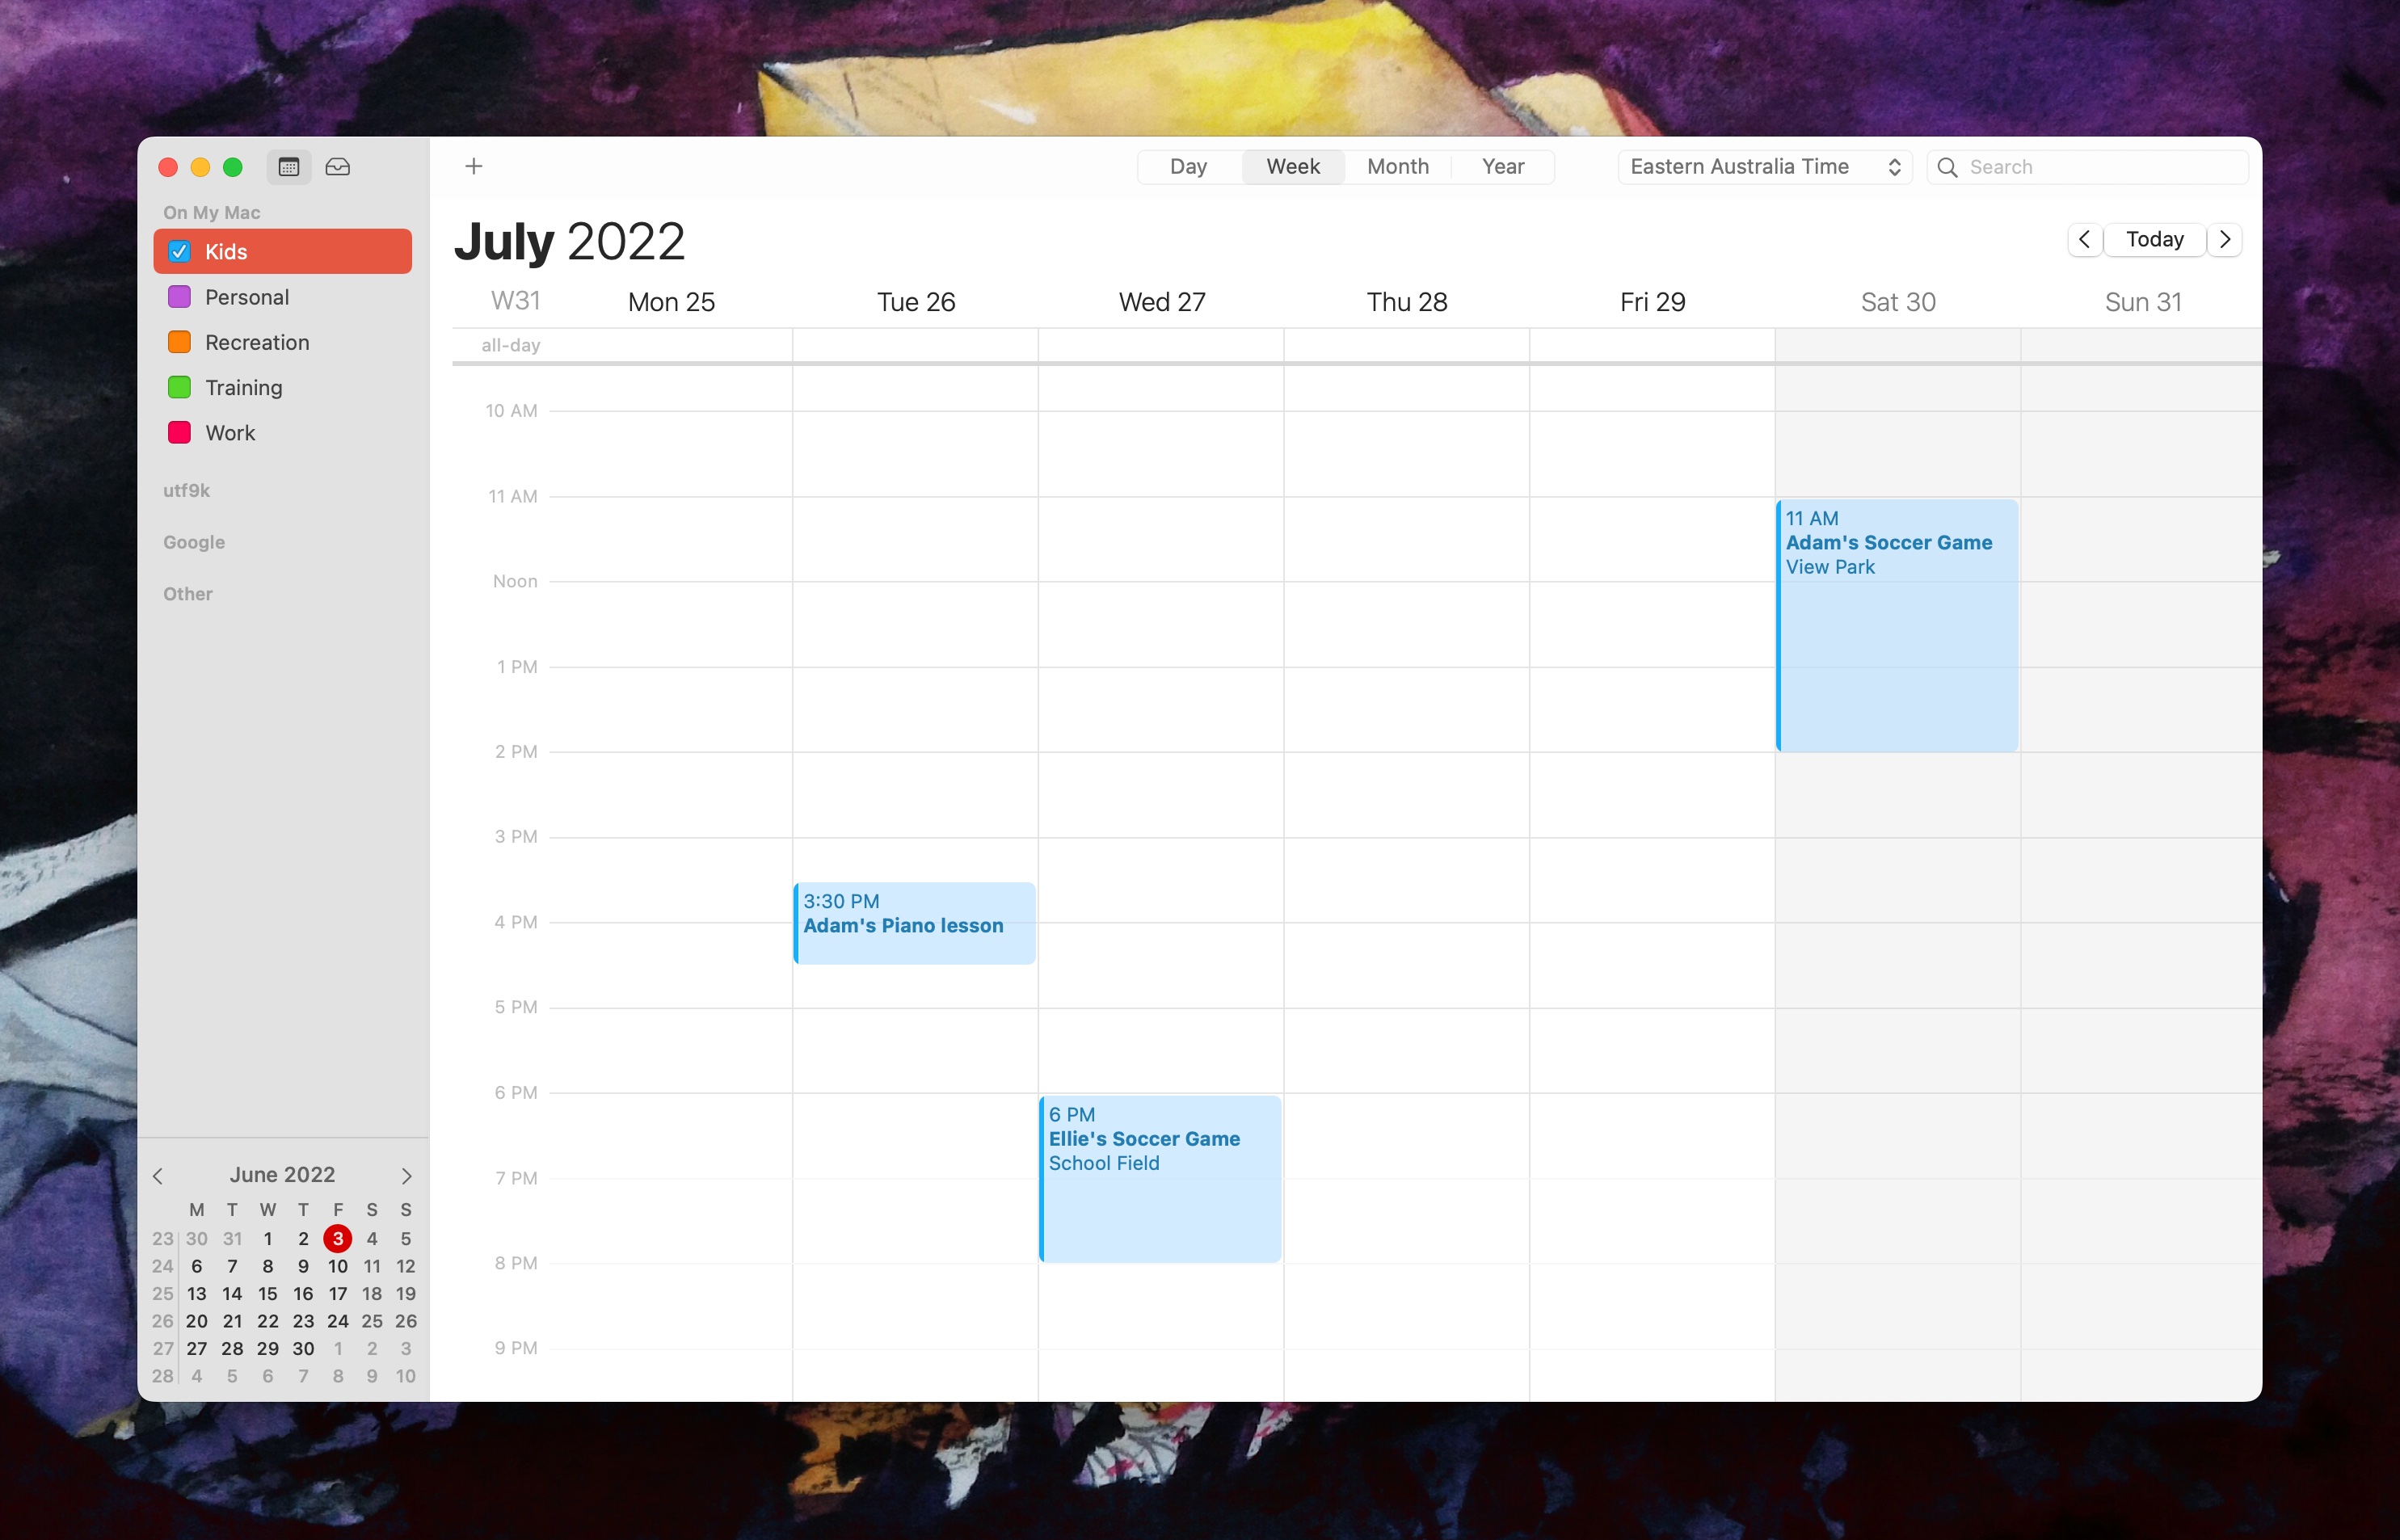 Day Week Month Year Eastern Australia Time Search
On My Mac
Kids
Personal
Recreation
Training
Work
utf9k
Google
Other
June 2022
M T W T F S S
23 30 31 1 2 3 4 5
24 6 7 8 9 10 11 12
25 13 14 15 16 17 18 19
26 20 21 22 23 24 25 26
27 27 28 29 30 1 2 3
28 4 5 6 7 8 9 10
July 2022
Today
W31 Mon 25 Tue 26 Wed 27 Thu 28 Fri 29 Sat 30 Sun 31
all-day
10 AM
11 AM
Noon
1 PM
2 PM
3 PM
4 PM
5 PM
6 PM
7 PM
8 PM
9 PM
3:30 PM
Adam's Piano lesson
6 PM
Ellie's Soccer Game
School Field
11 AM
Adam's Soccer Game
View Park